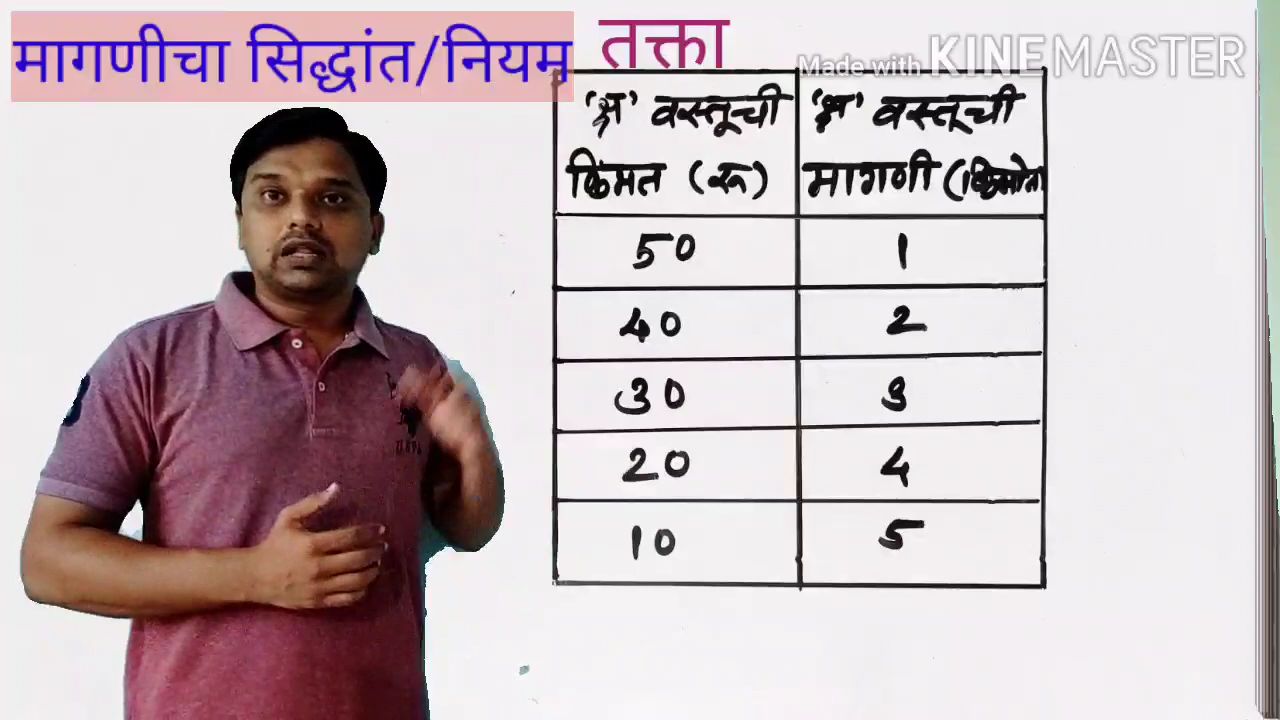 मागणीचा सिद्धांत/नियम
तक्ता
Made with KINEMASTER
'क्ष' वस्तूची किंमत (रु) 'क्ष' वस्तूची मागणी
50 1
40 2
30 3
20 4
10 5